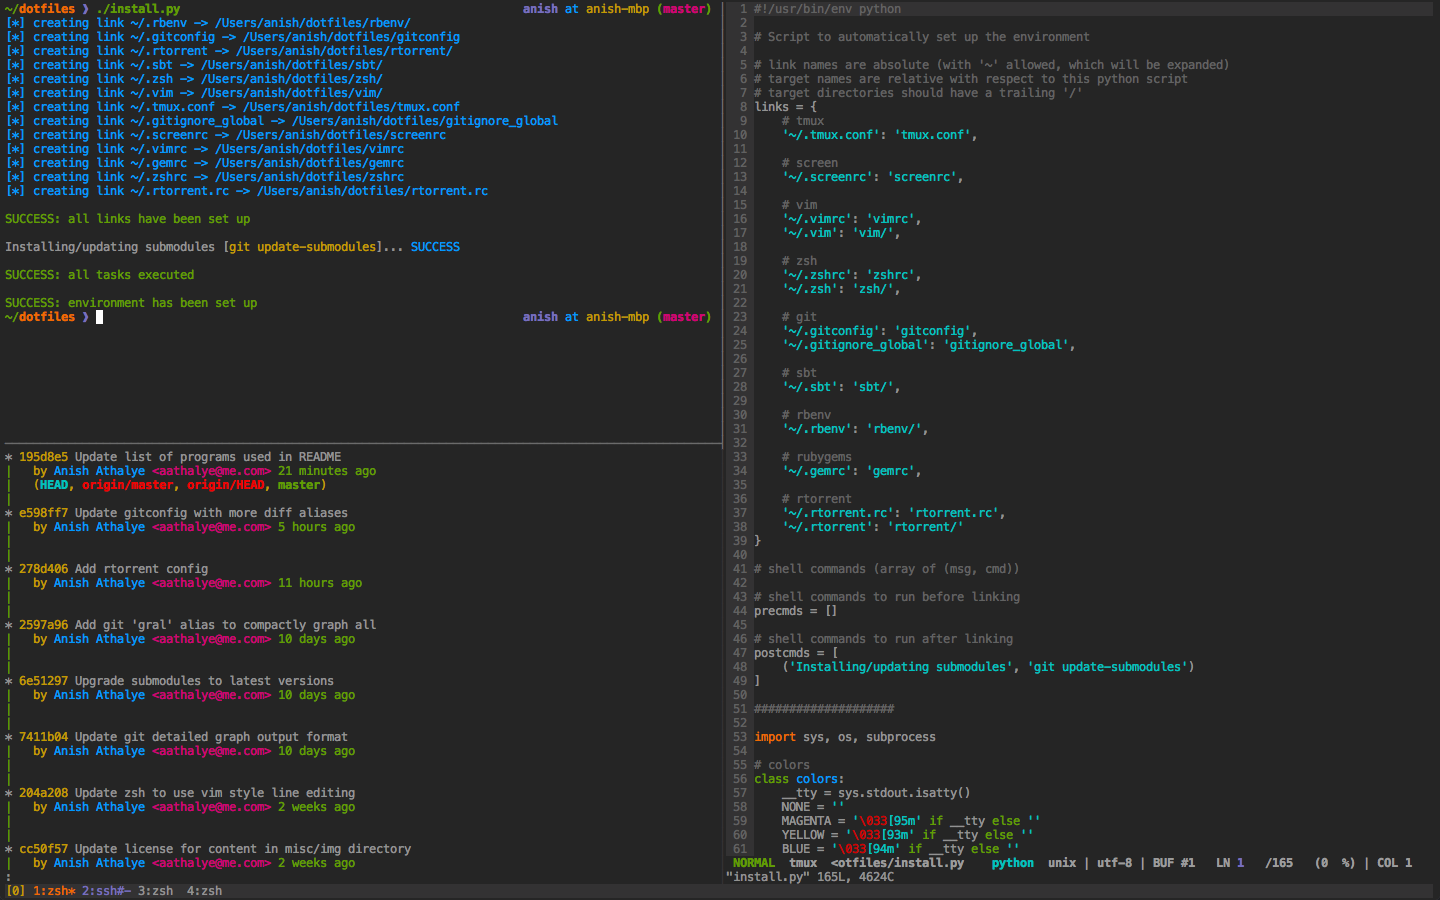 ~/dotfiles ❯ ./install.py anish at anish-mbp (master)
[*] creating link ~/.rbenv -> /Users/anish/dotfiles/rbenv/
[*] creating link ~/.gitconfig -> /Users/anish/dotfiles/gitconfig
[*] creating link ~/.rtorrent -> /Users/anish/dotfiles/rtorrent/
[*] creating link ~/.sbt -> /Users/anish/dotfiles/sbt/
[*] creating link ~/.zsh -> /Users/anish/dotfiles/zsh/
[*] creating link ~/.vim -> /Users/anish/dotfiles/vim/
[*] creating link ~/.tmux.conf -> /Users/anish/dotfiles/tmux.conf
[*] creating link ~/.gitignore_global -> /Users/anish/dotfiles/gitignore_global
[*] creating link ~/.screenrc -> /Users/anish/dotfiles/screenrc
[*] creating link ~/.vimrc -> /Users/anish/dotfiles/vimrc
[*] creating link ~/.gemrc -> /Users/anish/dotfiles/gemrc
[*] creating link ~/.zshrc -> /Users/anish/dotfiles/zshrc
[*] creating link ~/.rtorrent.rc -> /Users/anish/dotfiles/rtorrent.rc
SUCCESS: all links have been set up
Installing/updating submodules [git update-submodules]... SUCCESS
SUCCESS: all tasks executed
SUCCESS: environment has been set up
~/dotfiles ❯ anish at anish-mbp (master)
* 195d8e5 Update list of programs used in README
| by Anish Athalye <aathalye@me.com> 21 minutes ago
| (HEAD, origin/master, origin/HEAD, master)
|
* e598ff7 Update gitconfig with more diff aliases
| by Anish Athalye <aathalye@me.com> 5 hours ago
|
|
* 278d406 Add rtorrent config
| by Anish Athalye <aathalye@me.com> 11 hours ago
|
|
* 2597a96 Add git 'gral' alias to compactly graph all
| by Anish Athalye <aathalye@me.com> 10 days ago
|
|
* 6e51297 Upgrade submodules to latest versions
| by Anish Athalye <aathalye@me.com> 10 days ago
|
|
* 7411b04 Update git detailed graph output format
| by Anish Athalye <aathalye@me.com> 10 days ago
|
|
* 204a208 Update zsh to use vim style line editing
| by Anish Athalye <aathalye@me.com> 2 weeks ago
|
|
* cc50f57 Update license for content in misc/img directory
| by Anish Athalye <aathalye@me.com> 2 weeks ago
:
1 #!/usr/bin/env python
2
3 # Script to automatically set up the environment
4
5 # link names are absolute (with '~' allowed, which will be expanded)
6 # target names are relative with respect to this python script
7 # target directories should have a trailing '/'
8 links = {
9 # tmux
10 '~/.tmux.conf': 'tmux.conf',
11
12 # screen
13 '~/.screenrc': 'screenrc',
14
15 # vim
16 '~/.vimrc': 'vimrc',
17 '~/.vim': 'vim/',
18
19 # zsh
20 '~/.zshrc': 'zshrc',
21 '~/.zsh': 'zsh/',
22
23 # git
24 '~/.gitconfig': 'gitconfig',
25 '~/.gitignore_global': 'gitignore_global',
26
27 # sbt
28 '~/.sbt': 'sbt/',
29
30 # rbenv
31 '~/.rbenv': 'rbenv/',
32
33 # rubygems
34 '~/.gemrc': 'gemrc',
35
36 # rtorrent
37 '~/.rtorrent.rc': 'rtorrent.rc',
38 '~/.rtorrent': 'rtorrent/'
39 }
40
41 # shell commands (array of (msg, cmd))
42
43 # shell commands to run before linking
44 precmds = []
45
46 # shell commands to run after linking
47 postcmds = [
48 ('Installing/updating submodules', 'git update-submodules')
49 ]
50
51 ####################
52
53 import sys, os, subprocess
54
55 # colors
56 class colors:
57 __tty = sys.stdout.isatty()
58 NONE = ''
59 MAGENTA = '\033[95m' if __tty else ''
60 YELLOW = '\033[93m' if __tty else ''
61 BLUE = '\033[94m' if __tty else ''
NORMAL tmux <otfiles/install.py python unix | utf-8 | BUF #1 LN 1 /165 (0 %) | COL 1
"install.py" 165L, 4624C
[0] 1:zsh* 2:ssh#- 3:zsh 4:zsh